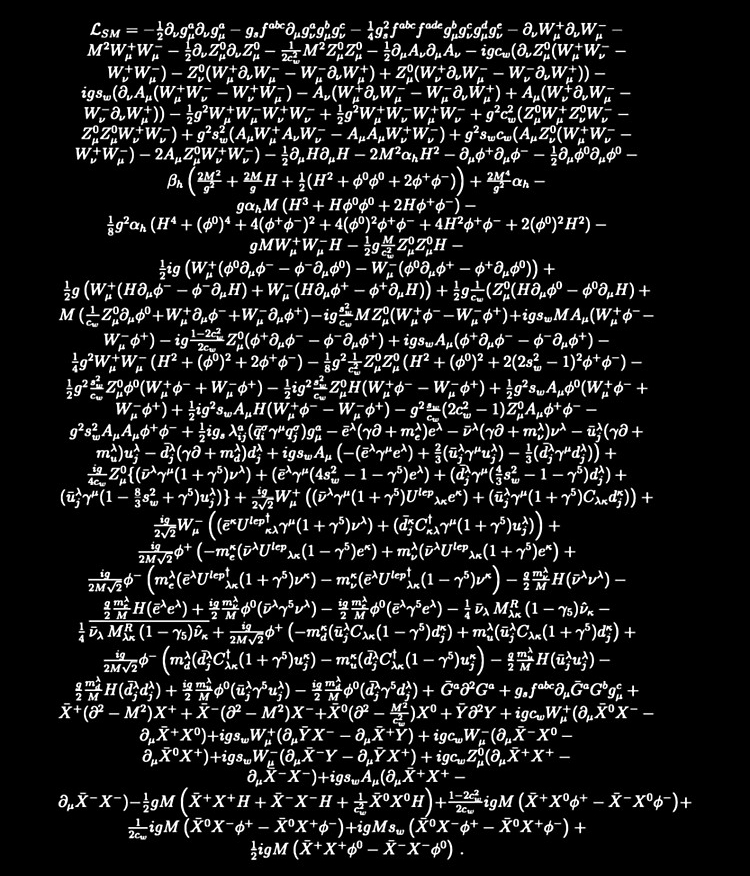 $\mathcal{L}_{SM} = -\frac{1}{2}\partial_\nu g^a_\mu \partial_\nu g^a_\mu - g_s f^{abc}\partial_\mu g^a_\nu g^b_\mu g^c_\nu - \frac{1}{4}g^2_s f^{abc}f^{ade}g^b_\mu g^c_\nu g^d_\mu g^e_\nu - \partial_\nu W^+_\mu \partial_\nu W^-_\mu -$
$M^2 W^+_\mu W^-_\mu - \frac{1}{2}\partial_\nu Z^0_\mu \partial_\nu Z^0_\mu - \frac{1}{2c^2_w}M^2 Z^0_\mu Z^0_\mu - \frac{1}{2}\partial_\mu A_\nu \partial_\mu A_\nu - igc_w(\partial_\nu Z^0_\mu(W^+_\mu W^-_\nu -$
$W^+_\nu W^-_\mu) - Z^0_\nu(W^+_\mu \partial_\nu W^-_\mu - W^-_\mu \partial_\nu W^+_\mu) + Z^0_\mu(W^+_\nu \partial_\nu W^-_\mu - W^-_\nu \partial_\nu W^+_\mu)) -$
$igs_w(\partial_\nu A_\mu(W^+_\mu W^-_\nu - W^+_\nu W^-_\mu) - A_\nu(W^+_\mu \partial_\nu W^-_\mu - W^-_\mu \partial_\nu W^+_\mu) + A_\mu(W^+_\nu \partial_\nu W^-_\mu -$
$W^-_\nu \partial_\nu W^+_\mu)) - \frac{1}{2}g^2 W^+_\mu W^-_\mu W^+_\nu W^-_\nu + \frac{1}{2}g^2 W^+_\mu W^-_\nu W^+_\mu W^-_\nu + g^2c^2_w(Z^0_\mu W^+_\mu Z^0_\nu W^-_\nu -$
$Z^0_\mu Z^0_\mu W^+_\nu W^-_\nu) + g^2s^2_w(A_\mu W^+_\mu A_\nu W^-_\nu - A_\mu A_\mu W^+_\nu W^-_\nu) + g^2s_wc_w(A_\mu Z^0_\nu(W^+_\mu W^-_\nu -$
$W^+_\nu W^-_\mu) - 2A_\mu Z^0_\mu W^+_\nu W^-_\nu) - \frac{1}{2}\partial_\mu H \partial_\mu H - 2M^2\alpha_h H^2 - \partial_\mu \phi^+ \partial_\mu \phi^- - \frac{1}{2}\partial_\mu \phi^0 \partial_\mu \phi^0 -$
$\beta_h\left(\frac{2M^2}{g^2} + \frac{2M}{g}H + \frac{1}{2}(H^2 + \phi^0\phi^0 + 2\phi^+\phi^-)\right) + \frac{2M^4}{g^2}\alpha_h -$
$g\alpha_h M\left(H^3 + H\phi^0\phi^0 + 2H\phi^+\phi^-\right) -$
$\frac{1}{8}g^2\alpha_h\left(H^4 + (\phi^0)^4 + 4(\phi^+\phi^-)^2 + 4(\phi^0)^2\phi^+\phi^- + 4H^2\phi^+\phi^- + 2(\phi^0)^2H^2\right) -$
$gMW^+_\mu W^-_\mu H - \frac{1}{2}g\frac{M}{c^2_w}Z^0_\mu Z^0_\mu H -$
$\frac{1}{2}ig\left(W^+_\mu(\phi^0\partial_\mu\phi^- - \phi^-\partial_\mu\phi^0) - W^-_\mu(\phi^0\partial_\mu\phi^+ - \phi^+\partial_\mu\phi^0)\right) +$
$\frac{1}{2}g\left(W^+_\mu(H\partial_\mu\phi^- - \phi^-\partial_\mu H) + W^-_\mu(H\partial_\mu\phi^+ - \phi^+\partial_\mu H)\right) + \frac{1}{2}g\frac{1}{c_w}(Z^0_\mu(H\partial_\mu\phi^0 - \phi^0\partial_\mu H) +$
$M(\frac{1}{c_w}Z^0_\mu\partial_\mu\phi^0 + W^+_\mu\partial_\mu\phi^- + W^-_\mu\partial_\mu\phi^+) - ig\frac{s^2_w}{c_w}MZ^0_\mu(W^+_\mu\phi^- - W^-_\mu\phi^+) + igs_wMA_\mu(W^+_\mu\phi^- -$
$W^-_\mu\phi^+) - ig\frac{1-2c^2_w}{2c_w}Z^0_\mu(\phi^+\partial_\mu\phi^- - \phi^-\partial_\mu\phi^+) + igs_wA_\mu(\phi^+\partial_\mu\phi^- - \phi^-\partial_\mu\phi^+) -$
$\frac{1}{4}g^2W^+_\mu W^-_\mu\left(H^2 + (\phi^0)^2 + 2\phi^+\phi^-\right) - \frac{1}{8}g^2\frac{1}{c^2_w}Z^0_\mu Z^0_\mu\left(H^2 + (\phi^0)^2 + 2(2s^2_w - 1)^2\phi^+\phi^-\right) -$
$\frac{1}{2}g^2\frac{s^2_w}{c_w}Z^0_\mu\phi^0(W^+_\mu\phi^- + W^-_\mu\phi^+) - \frac{1}{2}ig^2\frac{s^2_w}{c_w}Z^0_\mu H(W^+_\mu\phi^- - W^-_\mu\phi^+) + \frac{1}{2}g^2s_wA_\mu\phi^0(W^+_\mu\phi^- +$
$W^-_\mu\phi^+) + \frac{1}{2}ig^2s_wA_\mu H(W^+_\mu\phi^- - W^-_\mu\phi^+) - g^2\frac{s_w}{c_w}(2c^2_w - 1)Z^0_\mu A_\mu\phi^+\phi^- -$
$g^2s^2_wA_\mu A_\mu\phi^+\phi^- + \frac{1}{2}ig_s\lambda^a_{ij}(\bar{q}^\sigma_i\gamma^\mu q^\sigma_j)g^a_\mu - \bar{e}^\lambda(\gamma\partial + m^\lambda_e)e^\lambda - \bar{\nu}^\lambda(\gamma\partial + m^\lambda_\nu)\nu^\lambda - \bar{u}^\lambda_j(\gamma\partial +$
$m^\lambda_u)u^\lambda_j - \bar{d}^\lambda_j(\gamma\partial + m^\lambda_d)d^\lambda_j + igs_wA_\mu\left(-(\bar{e}^\lambda\gamma^\mu e^\lambda) + \frac{2}{3}(\bar{u}^\lambda_j\gamma^\mu u^\lambda_j) - \frac{1}{3}(\bar{d}^\lambda_j\gamma^\mu d^\lambda_j)\right) +$
$\frac{ig}{4c_w}Z^0_\mu\{(\bar{\nu}^\lambda\gamma^\mu(1 + \gamma^5)\nu^\lambda) + (\bar{e}^\lambda\gamma^\mu(4s^2_w - 1 - \gamma^5)e^\lambda) + (\bar{d}^\lambda_j\gamma^\mu(\frac{4}{3}s^2_w - 1 - \gamma^5)d^\lambda_j) +$
$(\bar{u}^\lambda_j\gamma^\mu(1 - \frac{8}{3}s^2_w + \gamma^5)u^\lambda_j)\} + \frac{ig}{2\sqrt{2}}W^+_\mu\left((\bar{\nu}^\lambda\gamma^\mu(1 + \gamma^5)U^{lep}{}_{\lambda\kappa}e^\kappa) + (\bar{u}^\lambda_j\gamma^\mu(1 + \gamma^5)C_{\lambda\kappa}d^\kappa_j)\right) +$
$\frac{ig}{2\sqrt{2}}W^-_\mu\left((\bar{e}^\kappa U^{lep\dagger}{}_{\kappa\lambda}\gamma^\mu(1 + \gamma^5)\nu^\lambda) + (\bar{d}^\kappa_j C^\dagger_{\kappa\lambda}\gamma^\mu(1 + \gamma^5)u^\lambda_j)\right) +$
$\frac{ig}{2M\sqrt{2}}\phi^+\left(-m^\kappa_e(\bar{\nu}^\lambda U^{lep}{}_{\lambda\kappa}(1 - \gamma^5)e^\kappa) + m^\lambda_\nu(\bar{\nu}^\lambda U^{lep}{}_{\lambda\kappa}(1 + \gamma^5)e^\kappa\right) +$
$\frac{ig}{2M\sqrt{2}}\phi^-\left(m^\lambda_e(\bar{e}^\lambda U^{lep\dagger}{}_{\lambda\kappa}(1 + \gamma^5)\nu^\kappa) - m^\kappa_\nu(\bar{e}^\lambda U^{lep\dagger}{}_{\lambda\kappa}(1 - \gamma^5)\nu^\kappa\right) - \frac{g}{2}\frac{m^\lambda_\nu}{M}H(\bar{\nu}^\lambda\nu^\lambda) -$
$\frac{g}{2}\frac{m^\lambda_e}{M}H(\bar{e}^\lambda e^\lambda) + \frac{ig}{2}\frac{m^\lambda_\nu}{M}\phi^0(\bar{\nu}^\lambda\gamma^5\nu^\lambda) - \frac{ig}{2}\frac{m^\lambda_e}{M}\phi^0(\bar{e}^\lambda\gamma^5e^\lambda) - \frac{1}{4}\bar{\nu}_\lambda M^R_{\lambda\kappa}(1 - \gamma_5)\hat{\nu}_\kappa -$
$\frac{1}{4}\overline{\bar{\nu}_\lambda M^R_{\lambda\kappa}(1 - \gamma_5)\hat{\nu}_\kappa} + \frac{ig}{2M\sqrt{2}}\phi^+\left(-m^\kappa_d(\bar{u}^\lambda_jC_{\lambda\kappa}(1 - \gamma^5)d^\kappa_j) + m^\lambda_u(\bar{u}^\lambda_jC_{\lambda\kappa}(1 + \gamma^5)d^\kappa_j\right) +$
$\frac{ig}{2M\sqrt{2}}\phi^-\left(m^\lambda_d(\bar{d}^\lambda_jC^\dagger_{\lambda\kappa}(1 + \gamma^5)u^\kappa_j) - m^\kappa_u(\bar{d}^\lambda_jC^\dagger_{\lambda\kappa}(1 - \gamma^5)u^\kappa_j\right) - \frac{g}{2}\frac{m^\lambda_u}{M}H(\bar{u}^\lambda_ju^\lambda_j) -$
$\frac{g}{2}\frac{m^\lambda_d}{M}H(\bar{d}^\lambda_jd^\lambda_j) + \frac{ig}{2}\frac{m^\lambda_u}{M}\phi^0(\bar{u}^\lambda_j\gamma^5u^\lambda_j) - \frac{ig}{2}\frac{m^\lambda_d}{M}\phi^0(\bar{d}^\lambda_j\gamma^5d^\lambda_j) + \bar{G}^a\partial^2G^a + g_sf^{abc}\partial_\mu\bar{G}^aG^bg^c_\mu +$
$\bar{X}^+(\partial^2 - M^2)X^+ + \bar{X}^-(\partial^2 - M^2)X^- + \bar{X}^0(\partial^2 - \frac{M^2}{c^2_w})X^0 + \bar{Y}\partial^2Y + igc_wW^+_\mu(\partial_\mu\bar{X}^0X^- -$
$\partial_\mu\bar{X}^+X^0) + igs_wW^+_\mu(\partial_\mu\bar{Y}X^- - \partial_\mu\bar{X}^+Y) + igc_wW^-_\mu(\partial_\mu\bar{X}^-X^0 -$
$\partial_\mu\bar{X}^0X^+) + igs_wW^-_\mu(\partial_\mu\bar{X}^-Y - \partial_\mu\bar{Y}X^+) + igc_wZ^0_\mu(\partial_\mu\bar{X}^+X^+ -$
$\partial_\mu\bar{X}^-X^-) + igs_wA_\mu(\partial_\mu\bar{X}^+X^+ -$
$\partial_\mu\bar{X}^-X^-) - \frac{1}{2}gM\left(\bar{X}^+X^+H + \bar{X}^-X^-H + \frac{1}{c^2_w}\bar{X}^0X^0H\right) + \frac{1-2c^2_w}{2c_w}igM\left(\bar{X}^+X^0\phi^+ - \bar{X}^-X^0\phi^-\right) +$
$\frac{1}{2c_w}igM\left(\bar{X}^0X^-\phi^+ - \bar{X}^0X^+\phi^-\right) + igMs_w\left(\bar{X}^0X^-\phi^+ - \bar{X}^0X^+\phi^-\right) +$
$\frac{1}{2}igM\left(\bar{X}^+X^+\phi^0 - \bar{X}^-X^-\phi^0\right)\ .$